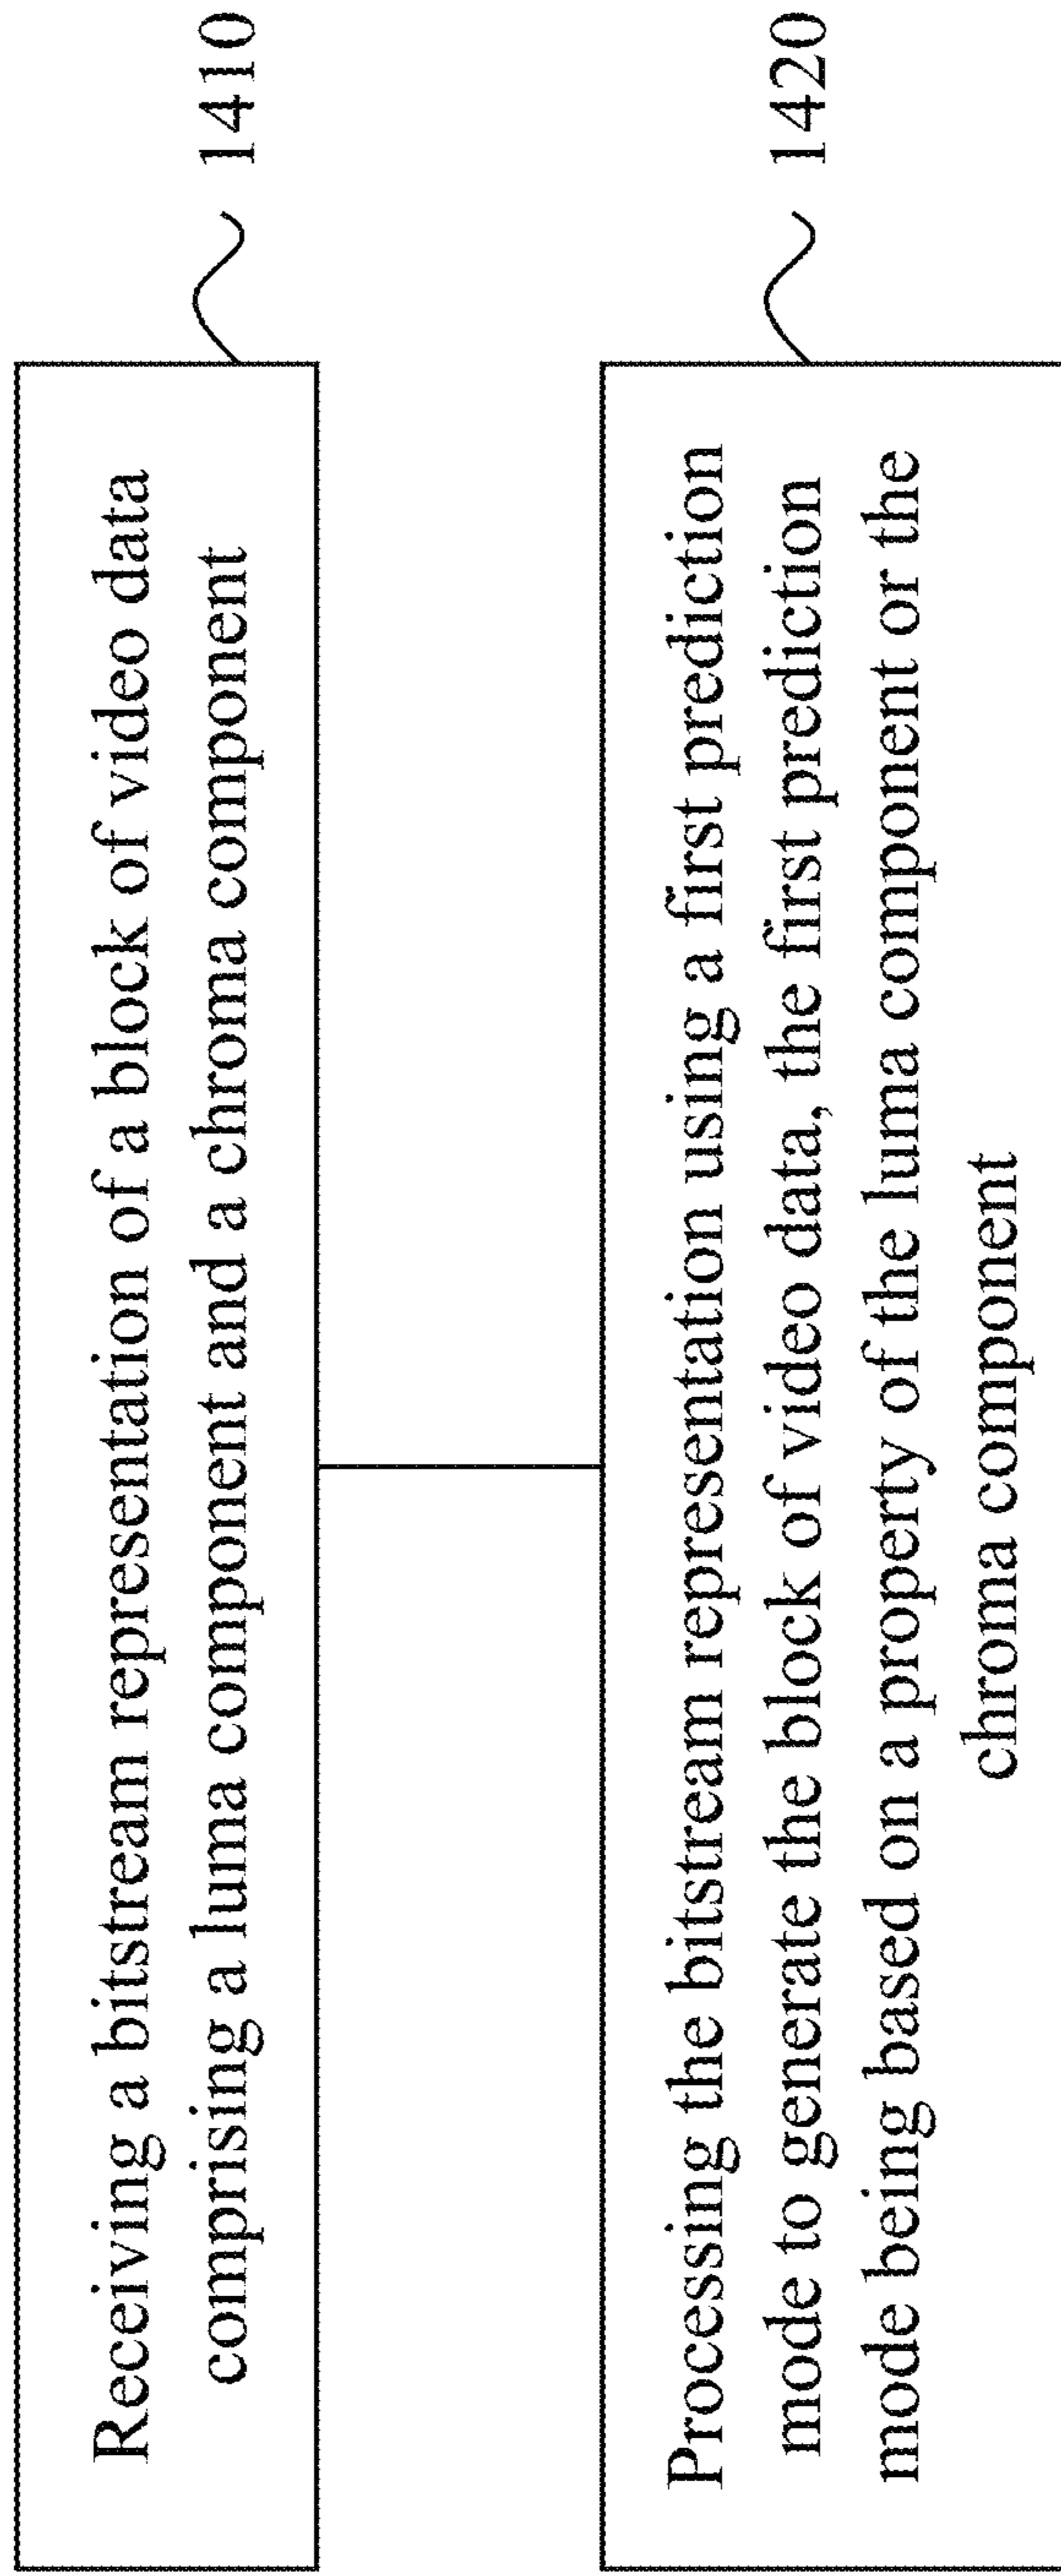 Receiving a bitstream representation of a block of video data
comprising a luma component and a chroma component
1410
Processing the bitstream representation using a first prediction
mode to generate the block of video data, the first prediction
mode being based on a property of the luma component or the
chroma component
1420